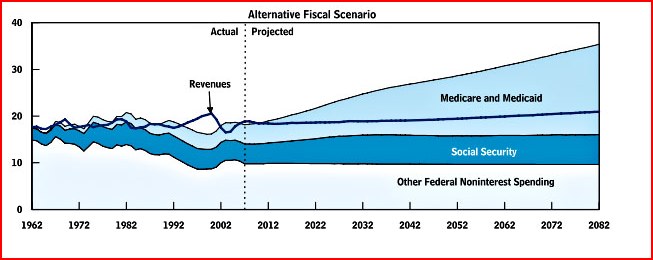 Alternative Fiscal Scenario
40
Actual Projected
30
Revenues
20
Medicare and Medicaid
Social Security
10
Other Federal Noninterest Spending
0
1962 1972 1982 1992 2002 2012 2022 2032 2042 2052 2062 2072 2082